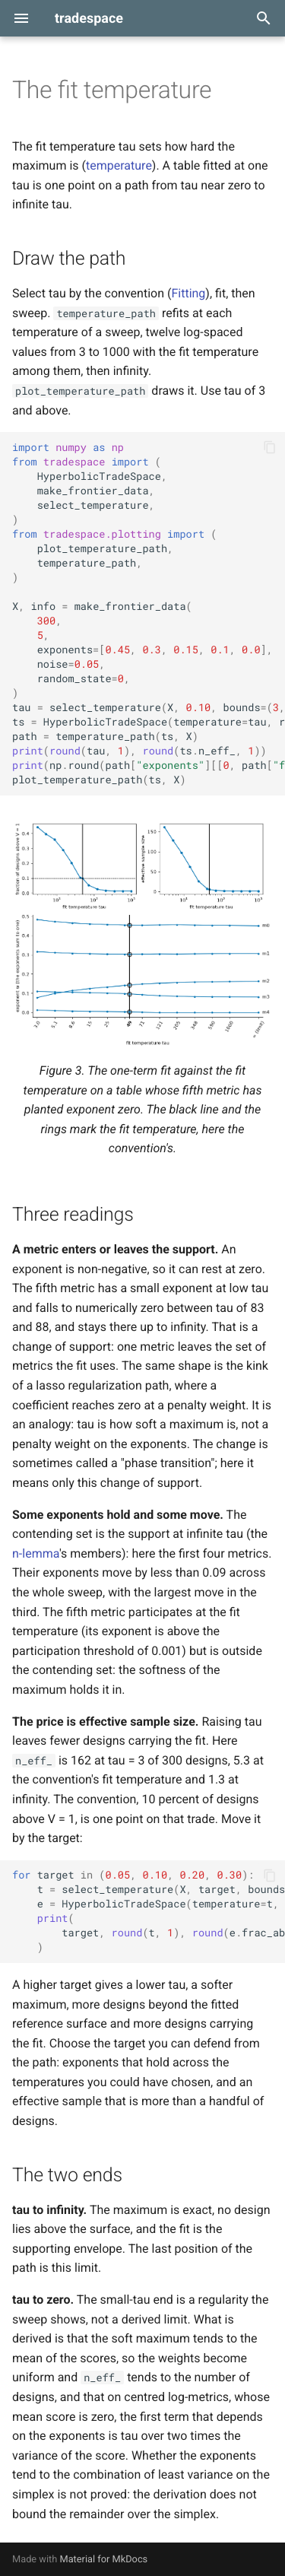 tradespace
The fit temperature
The fit temperature tau sets how hard the
maximum is (temperature). A table fitted at one
tau is one point on a path from tau near zero to
infinite tau.
Draw the path
Select tau by the convention (Fitting), fit, then
sweep. temperature_path refits at each
temperature of a sweep, twelve log-spaced
values from 3 to 1000 with the fit temperature
among them, then infinity.
plot_temperature_path draws it. Use tau of 3
and above.
import numpy as np
from tradespace import (
    HyperbolicTradeSpace,
    make_frontier_data,
    select_temperature,
)
from tradespace.plotting import (
    plot_temperature_path,
    temperature_path,
)
X, info = make_frontier_data(
    300,
    5,
    exponents=[0.45, 0.3, 0.15, 0.1, 0.0],
    noise=0.05,
    random_state=0,
)
tau = select_temperature(X, 0.10, bounds=(3,
ts = HyperbolicTradeSpace(temperature=tau, r
path = temperature_path(ts, X)
print(round(tau, 1), round(ts.n_eff_, 1))
print(np.round(path["exponents"][[0, path["f
plot_temperature_path(ts, X)
fraction of designs above V = 1
fit temperature tau
effective sample size
fit temperature tau
exponent w (the exponents sum to one)
m0
m1
m2
m3
m4
fit temperature tau
Figure 3. The one-term fit against the fit
temperature on a table whose fifth metric has
planted exponent zero. The black line and the
rings mark the fit temperature, here the
convention's.
Three readings
A metric enters or leaves the support. An
exponent is non-negative, so it can rest at zero.
The fifth metric has a small exponent at low tau
and falls to numerically zero between tau of 83
and 88, and stays there up to infinity. That is a
change of support: one metric leaves the set of
metrics the fit uses. The same shape is the kink
of a lasso regularization path, where a
coefficient reaches zero at a penalty weight. It is
an analogy: tau is how soft a maximum is, not a
penalty weight on the exponents. The change is
sometimes called a "phase transition"; here it
means only this change of support.
Some exponents hold and some move. The
contending set is the support at infinite tau (the
n-lemma's members): here the first four metrics.
Their exponents move by less than 0.09 across
the whole sweep, with the largest move in the
third. The fifth metric participates at the fit
temperature (its exponent is above the
participation threshold of 0.001) but is outside
the contending set: the softness of the
maximum holds it in.
The price is effective sample size. Raising tau
leaves fewer designs carrying the fit. Here
n_eff_ is 162 at tau = 3 of 300 designs, 5.3 at
the convention's fit temperature and 1.3 at
infinity. The convention, 10 percent of designs
above V = 1, is one point on that trade. Move it
by the target:
for target in (0.05, 0.10, 0.20, 0.30):
    t = select_temperature(X, target, bounds
    e = HyperbolicTradeSpace(temperature=t,
    print(
        target, round(t, 1), round(e.frac_ab
    )
A higher target gives a lower tau, a softer
maximum, more designs beyond the fitted
reference surface and more designs carrying
the fit. Choose the target you can defend from
the path: exponents that hold across the
temperatures you could have chosen, and an
effective sample that is more than a handful of
designs.
The two ends
tau to infinity. The maximum is exact, no design
lies above the surface, and the fit is the
supporting envelope. The last position of the
path is this limit.
tau to zero. The small-tau end is a regularity the
sweep shows, not a derived limit. What is
derived is that the soft maximum tends to the
mean of the scores, so the weights become
uniform and n_eff_ tends to the number of
designs, and that on centred log-metrics, whose
mean score is zero, the first term that depends
on the exponents is tau over two times the
variance of the score. Whether the exponents
tend to the combination of least variance on the
simplex is not proved: the derivation does not
bound the remainder over the simplex.
Made with Material for MkDocs